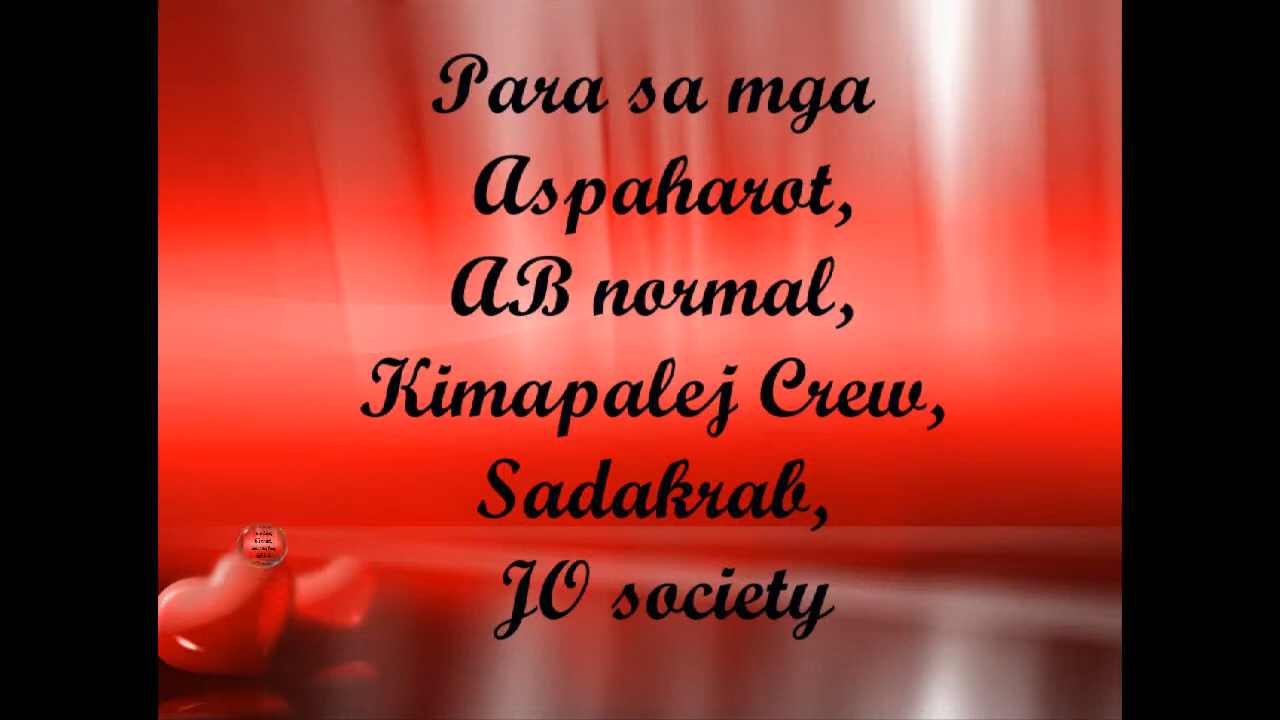 Para sa mga
Aspaharot,
AB normal,
Kimapalej Crew,
Sadakrab,
JO society